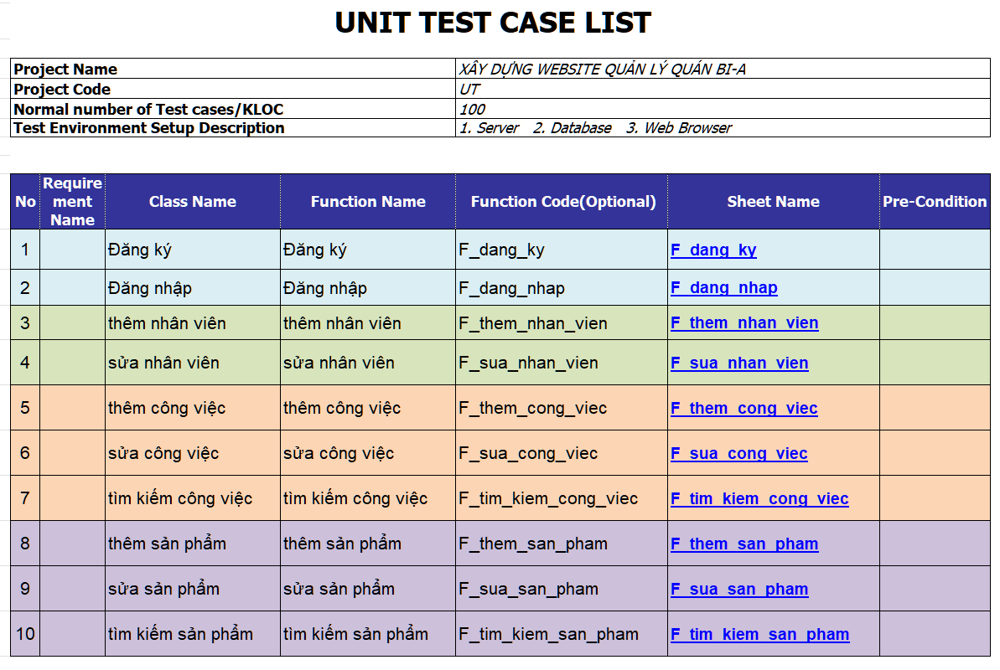 UNIT TEST CASE LIST
Project Name XÂY DỰNG WEBSITE QUẢN LÝ QUÁN BI-A
Project Code UT
Normal number of Test cases/KLOC 100
Test Environment Setup Description 1. Server 2. Database 3. Web Browser
No Require ment Name Class Name Function Name Function Code(Optional) Sheet Name Pre-Condition
1 Đăng ký Đăng ký F_dang_ky F_dang_ky
2 Đăng nhập Đăng nhập F_dang_nhap F_dang_nhap
3 thêm nhân viên thêm nhân viên F_them_nhan_vien F_them_nhan_vien
4 sửa nhân viên sửa nhân viên F_sua_nhan_vien F_sua_nhan_vien
5 thêm công việc thêm công việc F_them_cong_viec F_them_cong_viec
6 sửa công việc sửa công việc F_sua_cong_viec F_sua_cong_viec
7 tìm kiếm công việc tìm kiếm công việc F_tim_kiem_cong_viec F_tim_kiem_cong_viec
8 thêm sản phẩm thêm sản phẩm F_them_san_pham F_them_san_pham
9 sửa sản phẩm sửa sản phẩm F_sua_san_pham F_sua_san_pham
10 tìm kiếm sản phẩm tìm kiếm sản phẩm F_tim_kiem_san_pham F_tim_kiem_san_pham